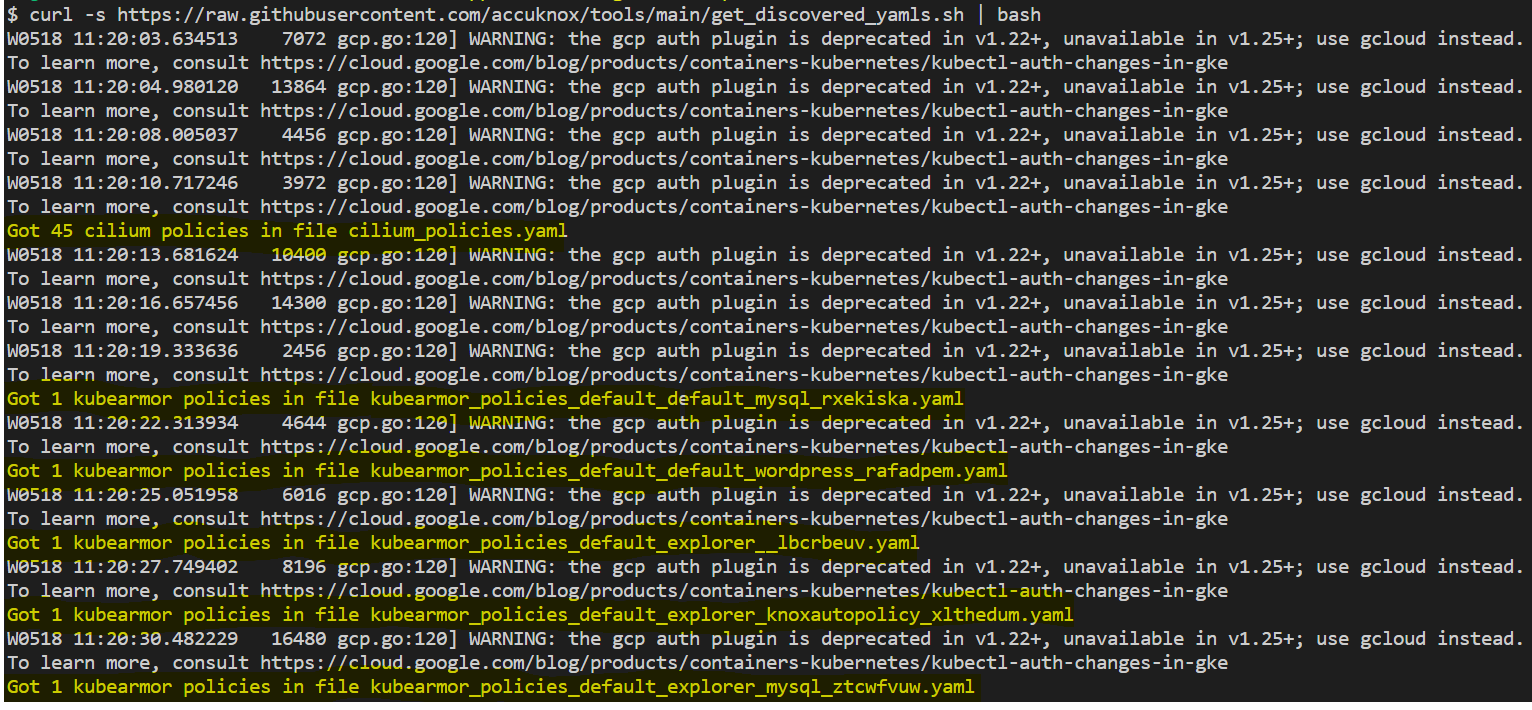 $ curl -s https://raw.githubusercontent.com/accuknox/tools/main/get_discovered_yamls.sh | bash
W0518 11:20:03.634513    7072 gcp.go:120] WARNING: the gcp auth plugin is deprecated in v1.22+, unavailable in v1.25+; use gcloud instead.
To learn more, consult https://cloud.google.com/blog/products/containers-kubernetes/kubectl-auth-changes-in-gke
W0518 11:20:04.980120   13864 gcp.go:120] WARNING: the gcp auth plugin is deprecated in v1.22+, unavailable in v1.25+; use gcloud instead.
To learn more, consult https://cloud.google.com/blog/products/containers-kubernetes/kubectl-auth-changes-in-gke
W0518 11:20:08.005037    4456 gcp.go:120] WARNING: the gcp auth plugin is deprecated in v1.22+, unavailable in v1.25+; use gcloud instead.
To learn more, consult https://cloud.google.com/blog/products/containers-kubernetes/kubectl-auth-changes-in-gke
W0518 11:20:10.717246    3972 gcp.go:120] WARNING: the gcp auth plugin is deprecated in v1.22+, unavailable in v1.25+; use gcloud instead.
To learn more, consult https://cloud.google.com/blog/products/containers-kubernetes/kubectl-auth-changes-in-gke
Got 45 cilium policies in file cilium_policies.yaml
W0518 11:20:13.681624   10400 gcp.go:120] WARNING: the gcp auth plugin is deprecated in v1.22+, unavailable in v1.25+; use gcloud instead.
To learn more, consult https://cloud.google.com/blog/products/containers-kubernetes/kubectl-auth-changes-in-gke
W0518 11:20:16.657456   14300 gcp.go:120] WARNING: the gcp auth plugin is deprecated in v1.22+, unavailable in v1.25+; use gcloud instead.
To learn more, consult https://cloud.google.com/blog/products/containers-kubernetes/kubectl-auth-changes-in-gke
W0518 11:20:19.333636    2456 gcp.go:120] WARNING: the gcp auth plugin is deprecated in v1.22+, unavailable in v1.25+; use gcloud instead.
To learn more, consult https://cloud.google.com/blog/products/containers-kubernetes/kubectl-auth-changes-in-gke
Got 1 kubearmor policies in file kubearmor_policies_default_default_mysql_rxekiska.yaml
W0518 11:20:22.313934    4644 gcp.go:120] WARNING: the gcp auth plugin is deprecated in v1.22+, unavailable in v1.25+; use gcloud instead.
To learn more, consult https://cloud.google.com/blog/products/containers-kubernetes/kubectl-auth-changes-in-gke
Got 1 kubearmor policies in file kubearmor_policies_default_default_wordpress_rafadpem.yaml
W0518 11:20:25.051958    6016 gcp.go:120] WARNING: the gcp auth plugin is deprecated in v1.22+, unavailable in v1.25+; use gcloud instead.
To learn more, consult https://cloud.google.com/blog/products/containers-kubernetes/kubectl-auth-changes-in-gke
Got 1 kubearmor policies in file kubearmor_policies_default_explorer__lbcrbeuv.yaml
W0518 11:20:27.749402    8196 gcp.go:120] WARNING: the gcp auth plugin is deprecated in v1.22+, unavailable in v1.25+; use gcloud instead.
To learn more, consult https://cloud.google.com/blog/products/containers-kubernetes/kubectl-auth-changes-in-gke
Got 1 kubearmor policies in file kubearmor_policies_default_explorer_knoxautopolicy_xlthedum.yaml
W0518 11:20:30.482229   16480 gcp.go:120] WARNING: the gcp auth plugin is deprecated in v1.22+, unavailable in v1.25+; use gcloud instead.
To learn more, consult https://cloud.google.com/blog/products/containers-kubernetes/kubectl-auth-changes-in-gke
Got 1 kubearmor policies in file kubearmor_policies_default_explorer_mysql_ztcwfvuw.yaml